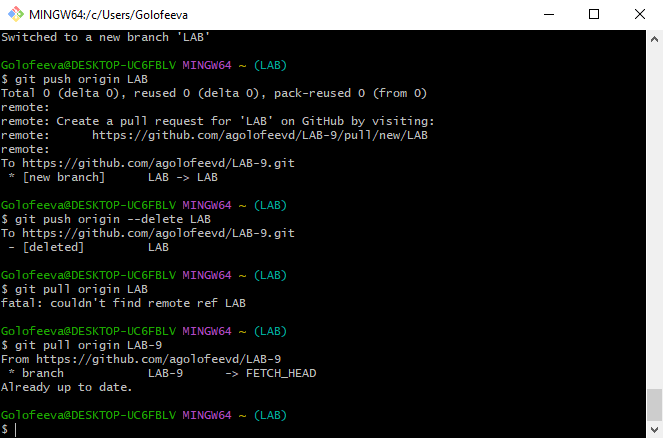 MINGW64:/c/Users/Golofeeva
Switched to a new branch 'LAB'
Golofeeva@DESKTOP-UC6FBLV MINGW64 ~ (LAB)
$ git push origin LAB
Total 0 (delta 0), reused 0 (delta 0), pack-reused 0 (from 0)
remote:
remote: Create a pull request for 'LAB' on GitHub by visiting:
remote:      https://github.com/agolofeevd/LAB-9/pull/new/LAB
remote:
To https://github.com/agolofeevd/LAB-9.git
 * [new branch]      LAB -> LAB
Golofeeva@DESKTOP-UC6FBLV MINGW64 ~ (LAB)
$ git push origin --delete LAB
To https://github.com/agolofeevd/LAB-9.git
 - [deleted]         LAB
Golofeeva@DESKTOP-UC6FBLV MINGW64 ~ (LAB)
$ git pull origin LAB
fatal: couldn't find remote ref LAB
Golofeeva@DESKTOP-UC6FBLV MINGW64 ~ (LAB)
$ git pull origin LAB-9
From https://github.com/agolofeevd/LAB-9
 * branch            LAB-9      -> FETCH_HEAD
Already up to date.
Golofeeva@DESKTOP-UC6FBLV MINGW64 ~ (LAB)
$